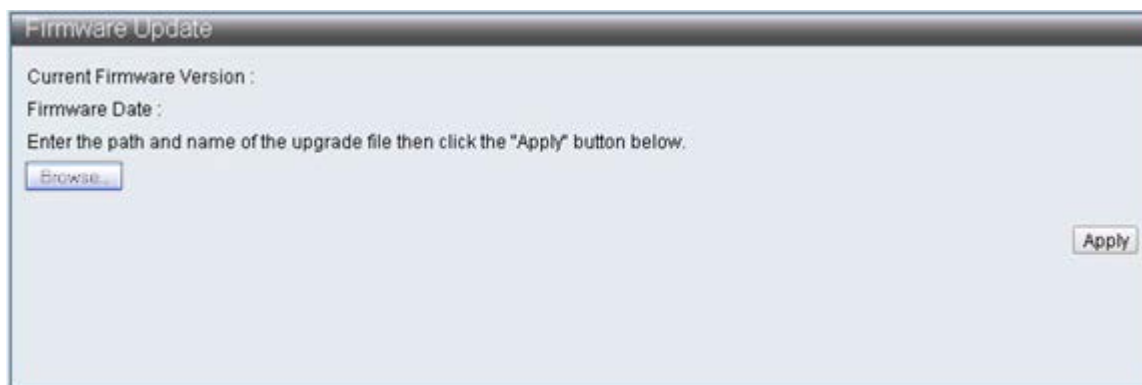 Firmware Update
Current Firmware Version :
Firmware Date :
Enter the path and name of the upgrade file then click the "Apply" button below.
Browse..
Apply